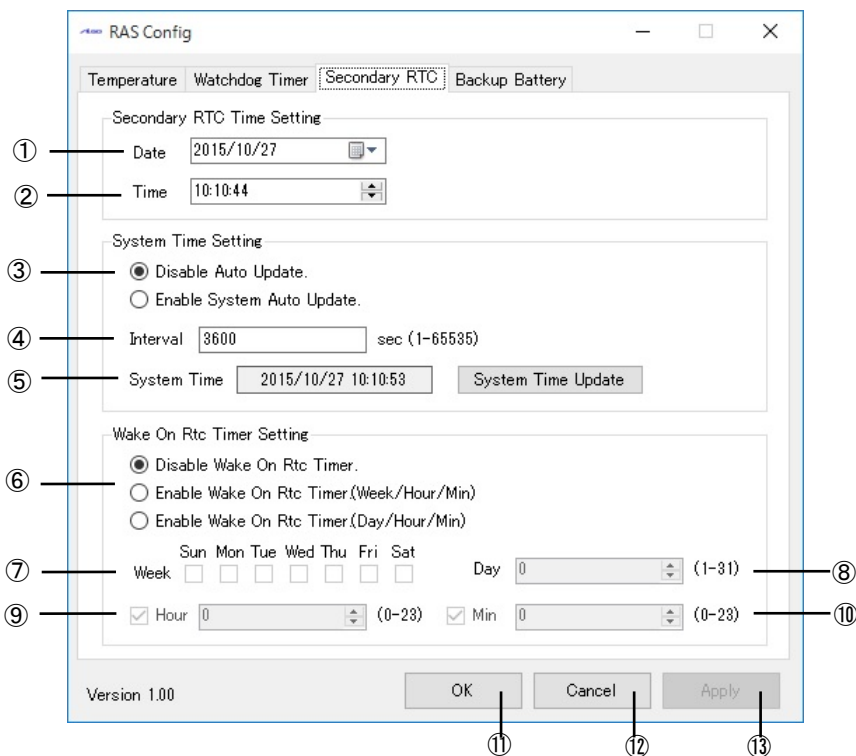 RAS Config
Temperature Watchdog Timer Secondary RTC Backup Battery
Secondary RTC Time Setting
① Date 2015/10/27
② Time 10:10:44
System Time Setting
③ Disable Auto Update.
Enable System Auto Update.
④ Interval 3600 sec (1-65535)
⑤ System Time 2015/10/27 10:10:53 System Time Update
Wake On Rtc Timer Setting
Disable Wake On Rtc Timer.
⑥ Enable Wake On Rtc Timer.(Week/Hour/Min)
Enable Wake On Rtc Timer.(Day/Hour/Min)
Sun Mon Tue Wed Thu Fri Sat
⑦ Week Day 0 (1-31) ⑧
⑨ Hour 0 (0-23) Min 0 (0-23) ⑩
Version 1.00 OK Cancel Apply
⑪ ⑫ ⑬